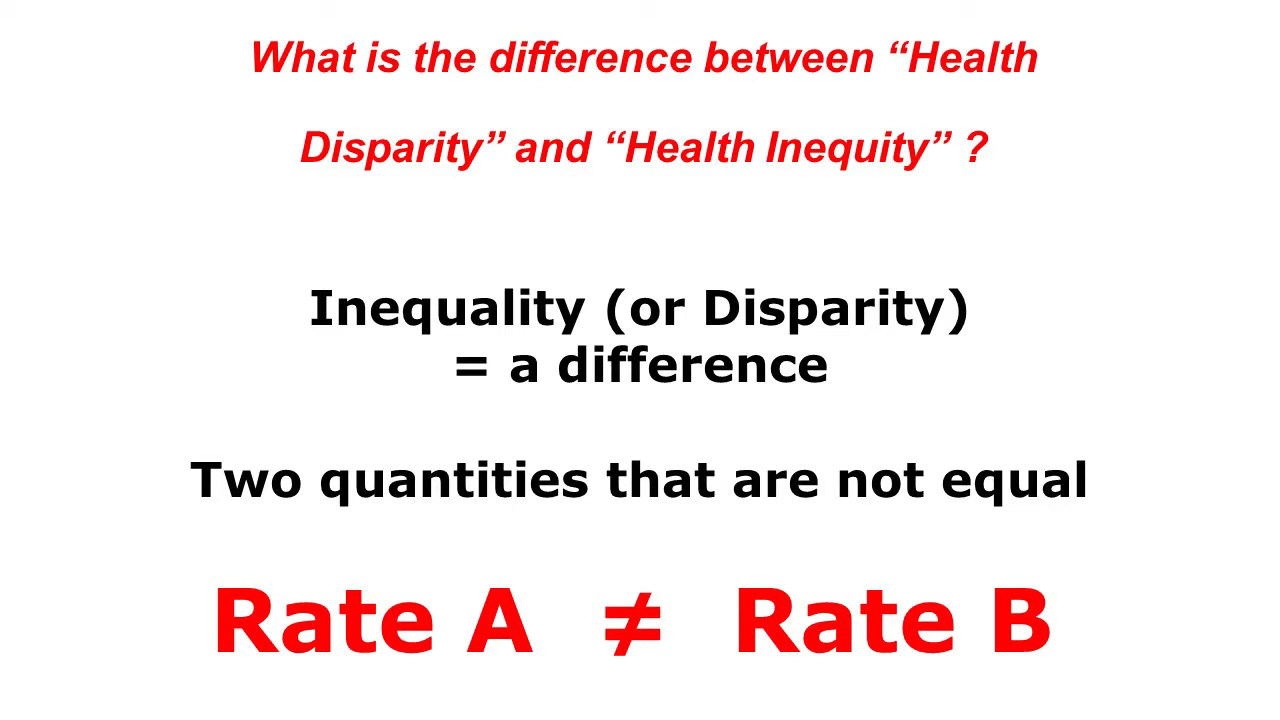 What is the difference between “Health
Disparity” and “Health Inequity” ?
Inequality (or Disparity)
= a difference
Two quantities that are not equal
Rate A ≠ Rate B